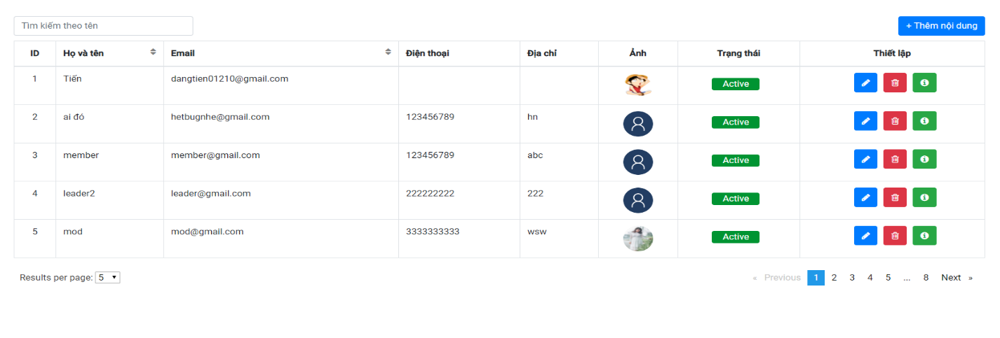 Tìm kiếm theo tên + Thêm nội dung
ID Họ và tên Email Điện thoại Địa chỉ Ảnh Trạng thái Thiết lập
1 Tiến dangtien01210@gmail.com Active
2 ai đó hetbugnhe@gmail.com 123456789 hn Active
3 member member@gmail.com 123456789 abc Active
4 leader2 leader@gmail.com 222222222 222 Active
5 mod mod@gmail.com 3333333333 wsw Active
Results per page: 5 « Previous 1 2 3 4 5 ... 8 Next »